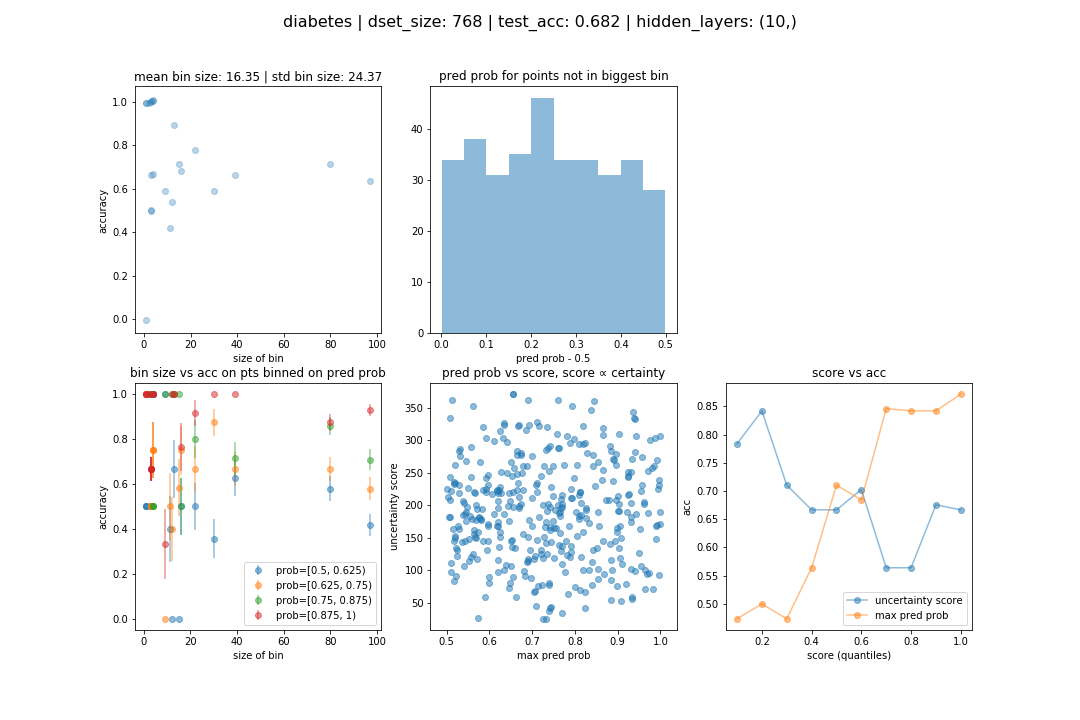 diabetes | dset_size: 768 | test_acc: 0.682 | hidden_layers: (10,)
mean bin size: 16.35 | std bin size: 24.37
1.0
0.8
0.6
0.4
0.2
0.0
accuracy
0
20
40
60
80
100
size of bin
pred prob for points not in biggest bin
40
30
20
10
0
0.0
0.1
0.2
0.3
0.4
0.5
pred prob - 0.5
bin size vs acc on pts binned on pred prob
1.0
0.8
0.6
0.4
0.2
0.0
accuracy
prob=[0.5, 0.625)
prob=[0.625, 0.75)
prob=[0.75, 0.875)
prob=[0.875, 1)
0
20
40
60
80
100
size of bin
pred prob vs score, score ∝ certainty
350
300
250
200
150
100
50
uncertainty score
0.5
0.6
0.7
0.8
0.9
1.0
max pred prob
score vs acc
0.85
0.80
0.75
0.70
0.65
0.60
0.55
0.50
acc
uncertainty score
max pred prob
0.2
0.4
0.6
0.8
1.0
score (quantiles)